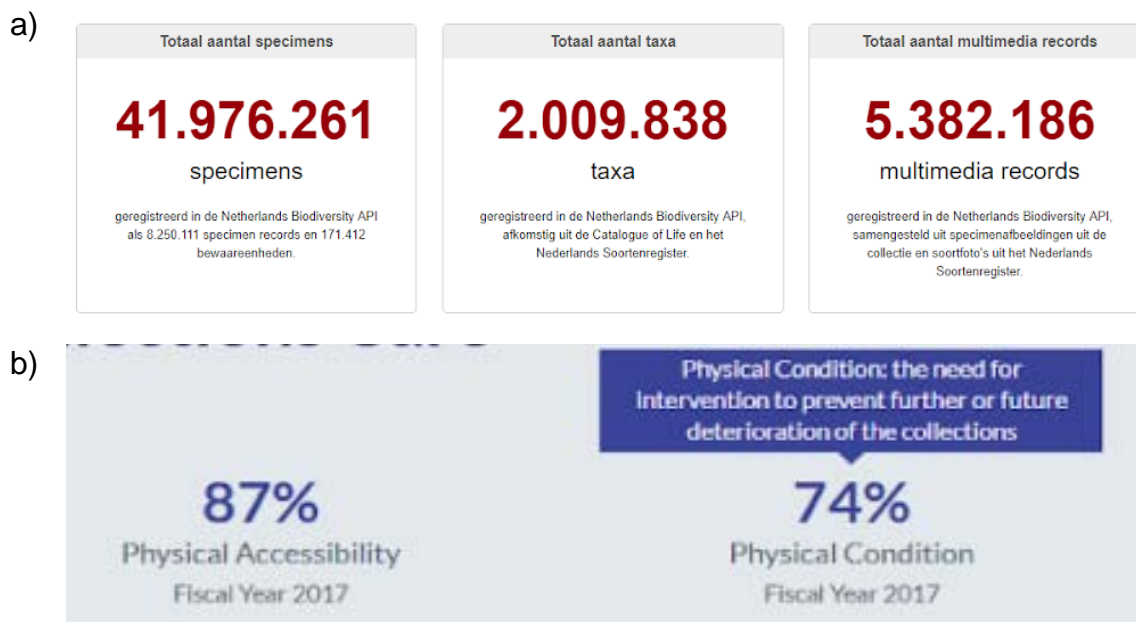 a)
Totaal aantal specimens
41.976.261
specimens
geregistreerd in de Netherlands Biodiversity API
als 8.250.111 specimen records en 171.412
bewaareenheden.
Totaal aantal taxa
2.009.838
taxa
geregistreerd in de Netherlands Biodiversity API,
afkomstig uit de Catalogue of Life en het
Nederlands Soortenregister.
Totaal aantal multimedia records
5.382.186
multimedia records
geregistreerd in de Netherlands Biodiversity API,
samengesteld uit specimenafbeeldingen uit de
collectie en soortfoto's uit het Nederlands
Soortenregister.
b)
Physical Condition: the need for
Intervention to prevent further or future
deterioration of the collections
87%
Physical Accessibility
Fiscal Year 2017
74%
Physical Condition
Fiscal Year 2017